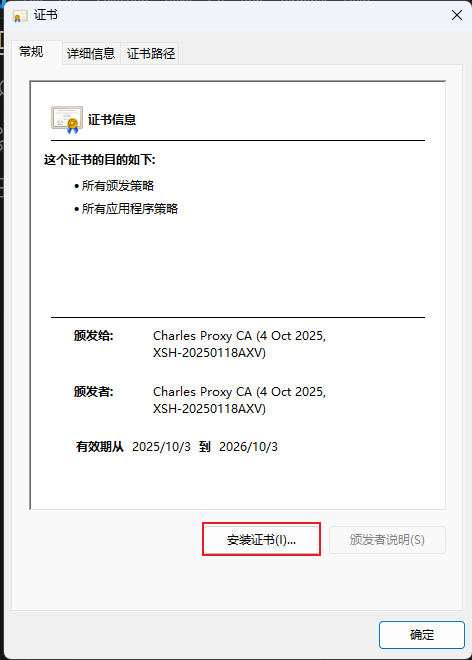 证书
常规 详细信息 证书路径
证书信息
这个证书的目的如下:
• 所有颁发策略
• 所有应用程序策略
颁发给: Charles Proxy CA (4 Oct 2025,
XSH-20250118AXV)
颁发者: Charles Proxy CA (4 Oct 2025,
XSH-20250118AXV)
有效期从 2025/10/3 到 2026/10/3
安装证书(I)... 颁发者说明(S)
确定